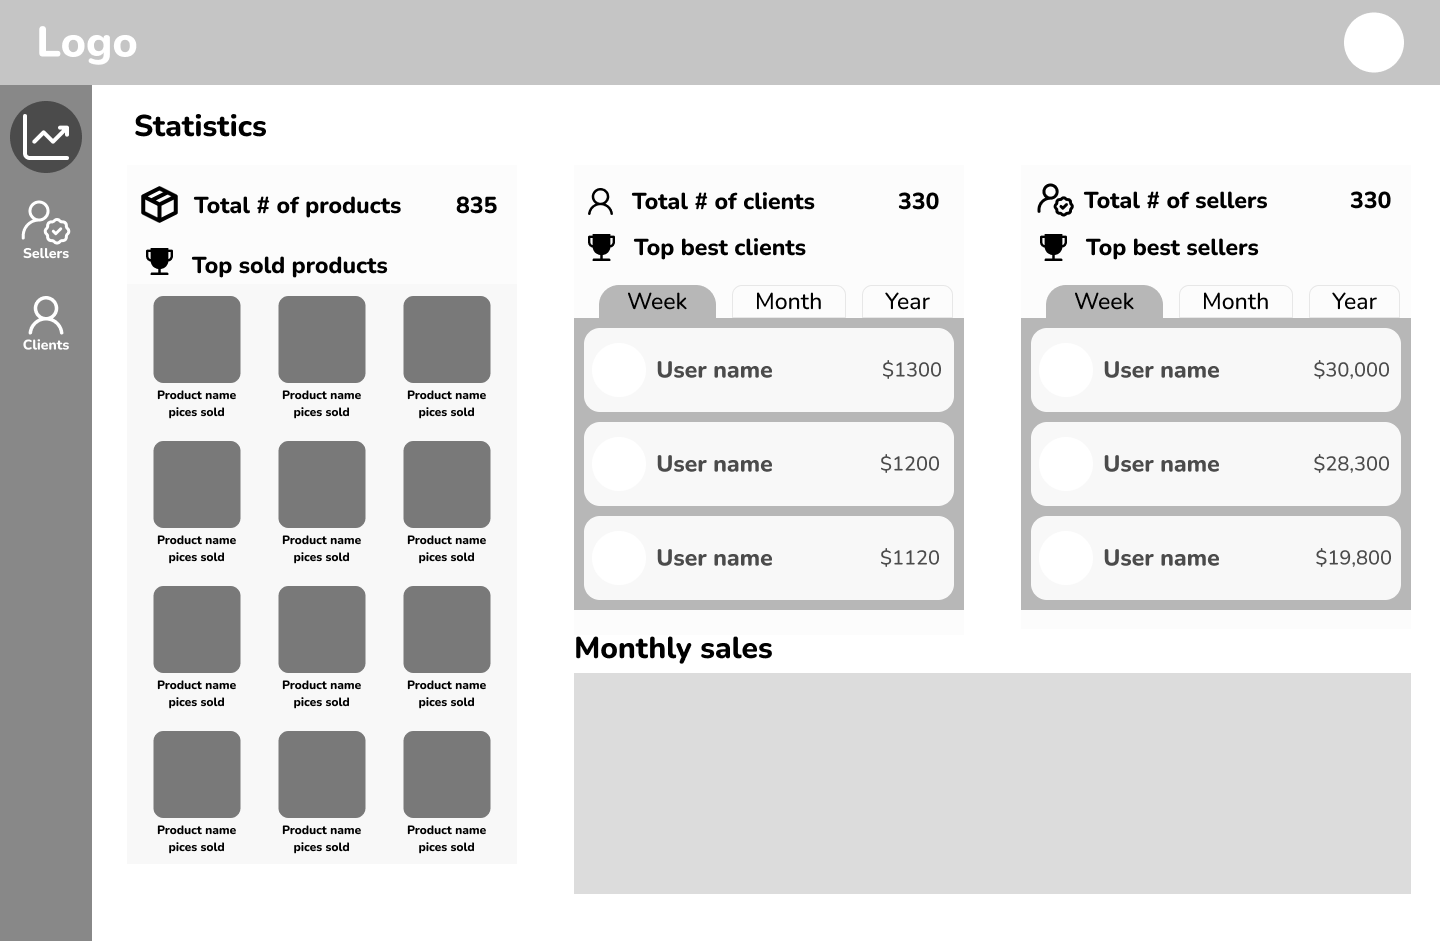 Logo
Statistics
Sellers
Clients
Total # of products 835
Top sold products
Product name Product name Product name
pices sold pices sold pices sold
Product name Product name Product name
pices sold pices sold pices sold
Product name Product name Product name
pices sold pices sold pices sold
Product name Product name Product name
pices sold pices sold pices sold
Total # of clients 330
Top best clients
Week Month Year
User name $1300
User name $1200
User name $1120
Total # of sellers 330
Top best sellers
Week Month Year
User name $30,000
User name $28,300
User name $19,800
Monthly sales